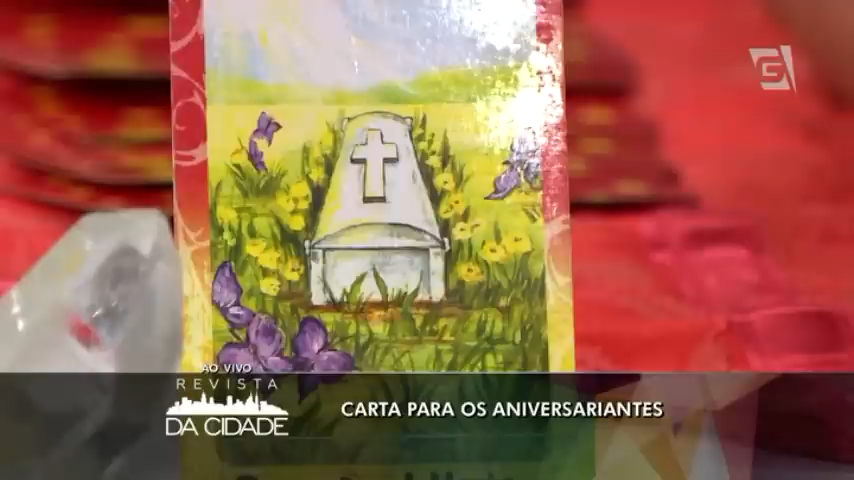 AO VIVO
REVISTA
DA CIDADE
CARTA PARA OS ANIVERSARIANTES